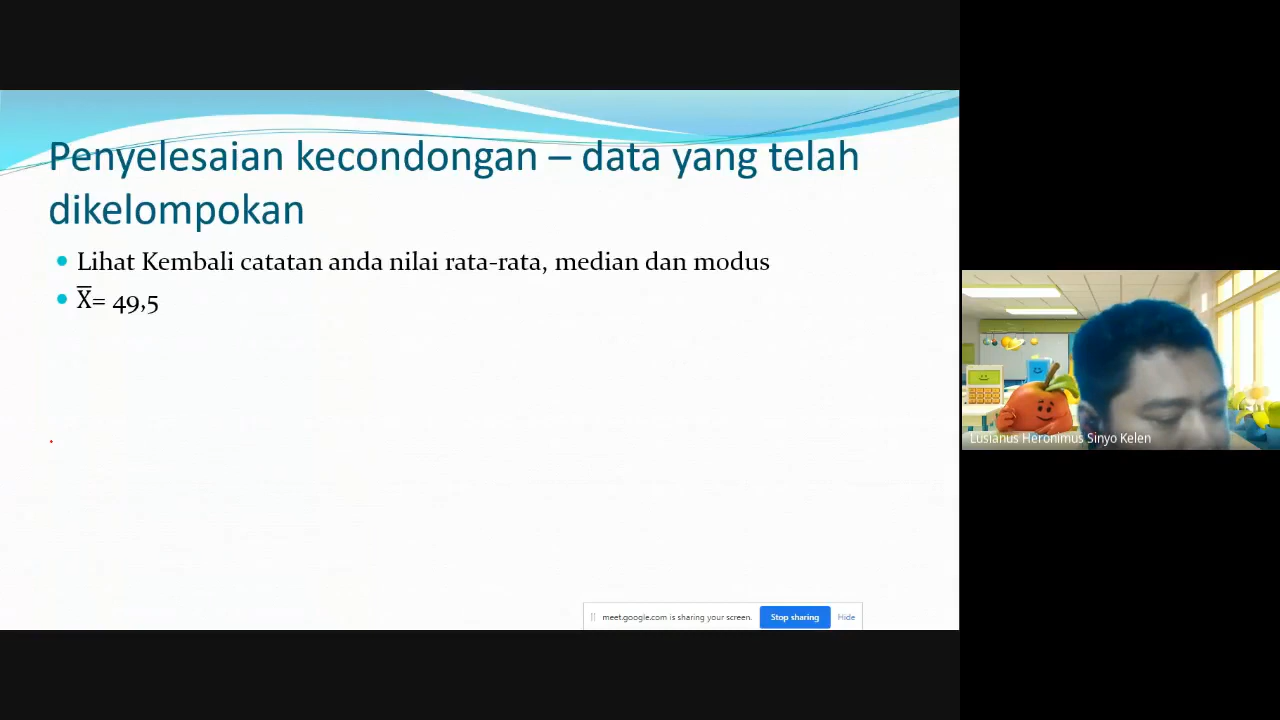 Penyelesaian kecondongan – data yang telah
dikelompokan
Lihat Kembali catatan anda nilai rata-rata, median dan modus
X̅= 49,5
Lusianus Heronimus Sinyo Kelen
meet.google.com is sharing your screen. Stop sharing Hide